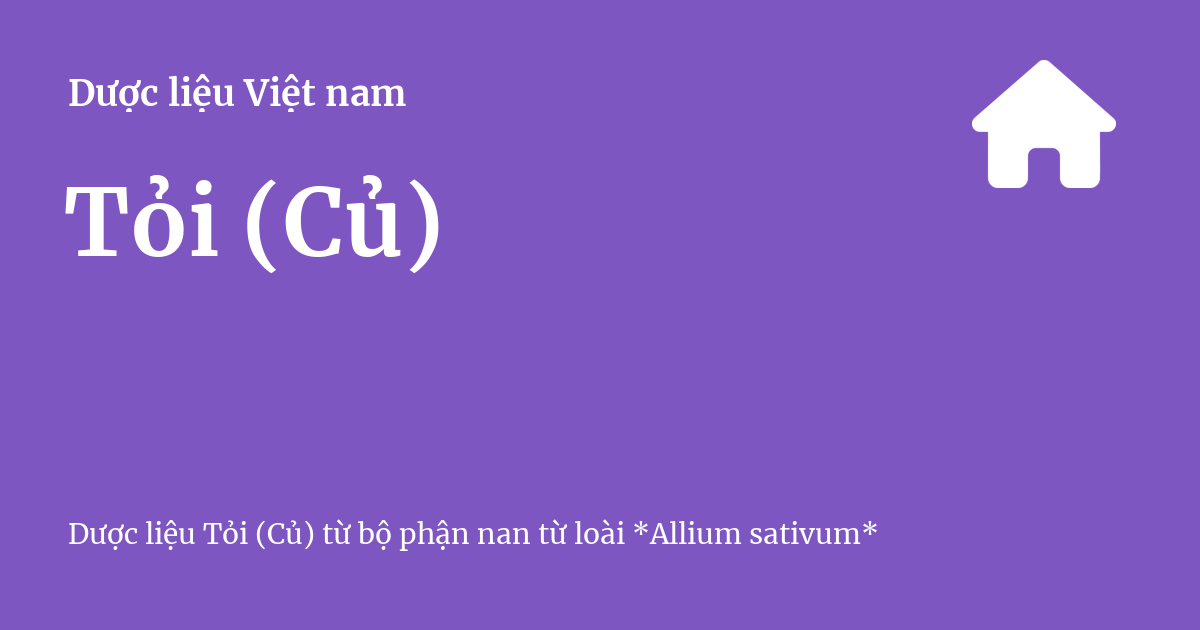 Dược liệu Việt nam
Tỏi (Củ)
Dược liệu Tỏi (Củ) từ bộ phận nan từ loài *Allium sativum*